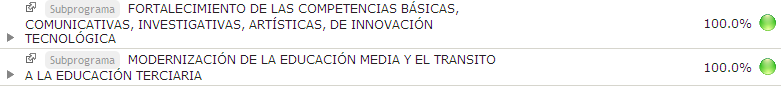 Subprograma FORTALECIMIENTO DE LAS COMPETENCIAS BÁSICAS,
COMUNICATIVAS, INVESTIGATIVAS, ARTÍSTICAS, DE INNOVACIÓN
TECNOLÓGICA
100.0%
Subprograma MODERNIZACIÓN DE LA EDUCACIÓN MEDIA Y EL TRANSITO
A LA EDUCACIÓN TERCIARIA
100.0%